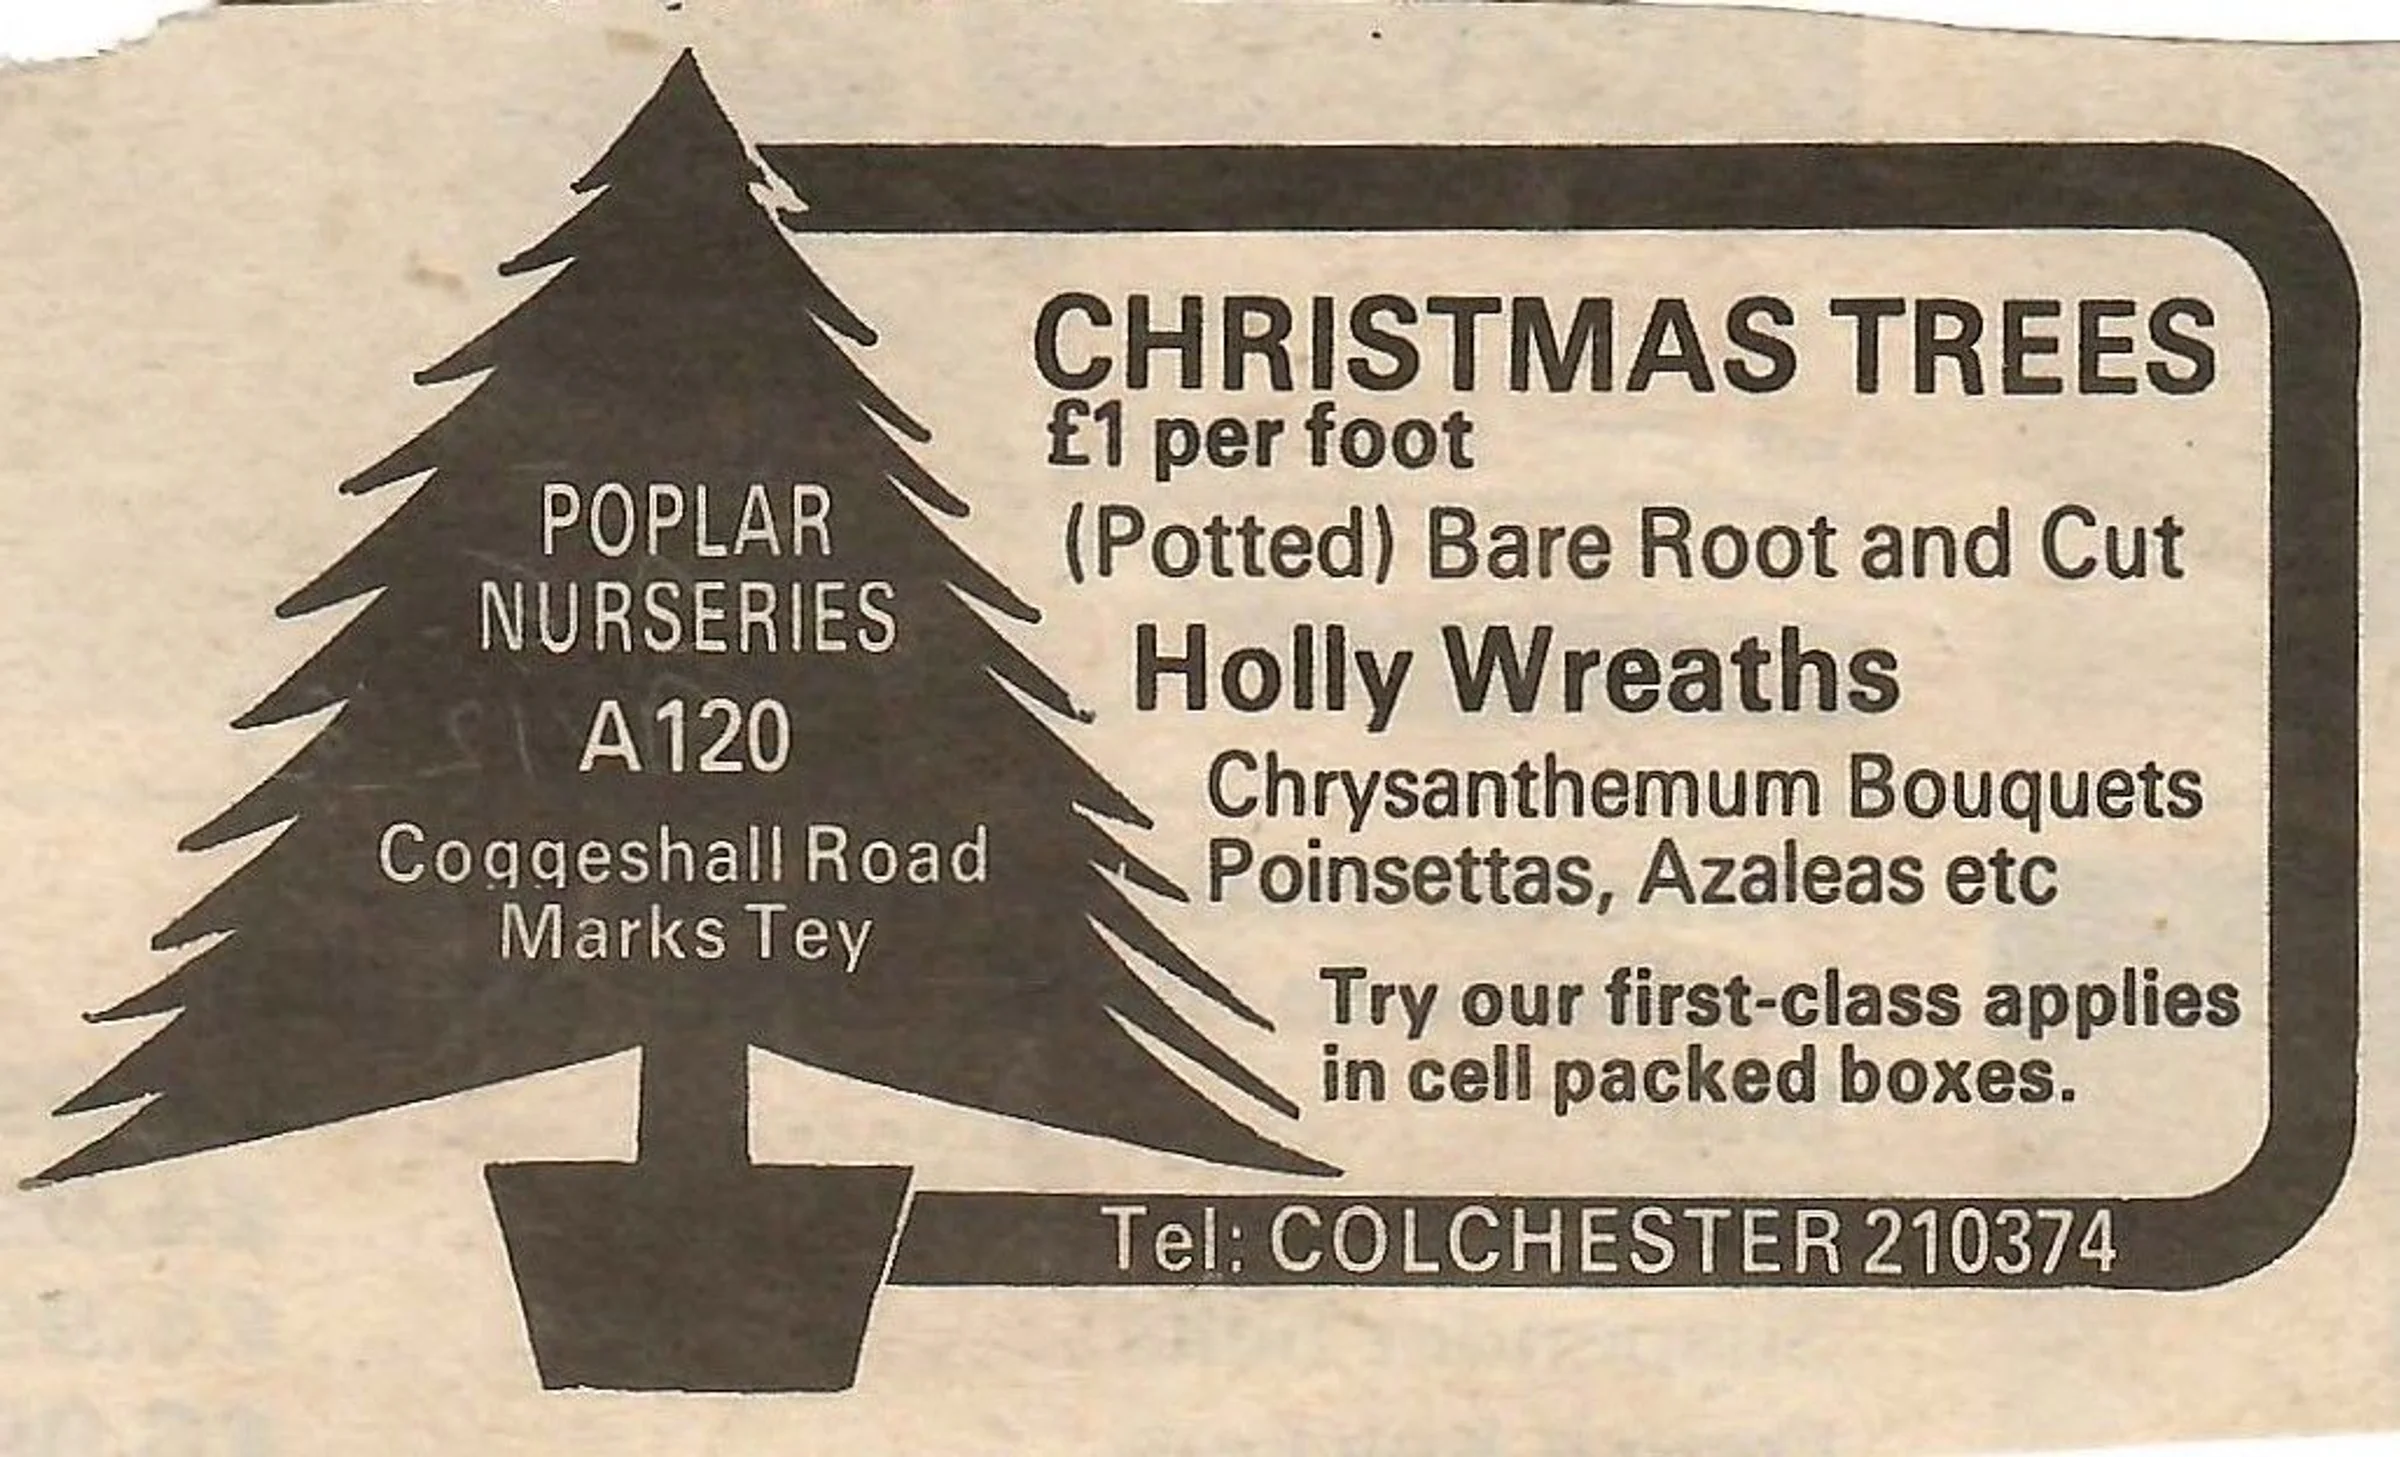 POPLAR
NURSERIES
A120
Coggeshall Road
Marks Tey
CHRISTMAS TREES
£1 per foot
(Potted) Bare Root and Cut
Holly Wreaths
Chrysanthemum Bouquets
Poinsettas, Azaleas etc
Try our first-class applies
in cell packed boxes.
Tel: COLCHESTER 210374